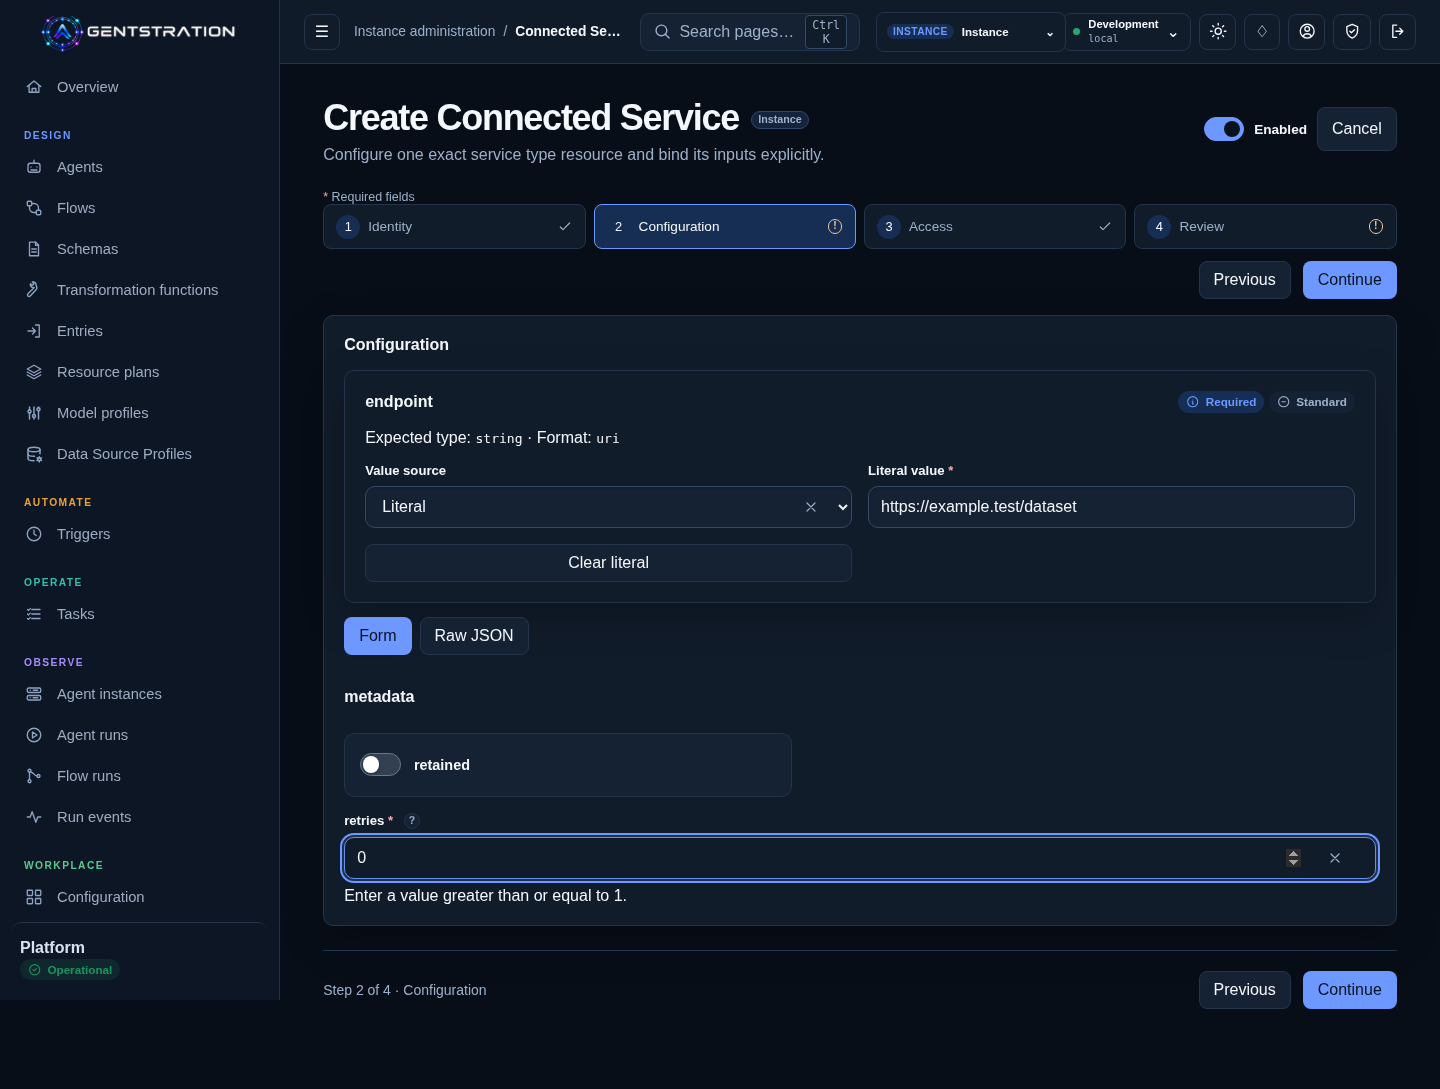 GENTSTRATION
Overview
DESIGN
Agents
Flows
Schemas
Transformation functions
Entries
Resource plans
Model profiles
Data Source Profiles
AUTOMATE
Triggers
OPERATE
Tasks
OBSERVE
Agent instances
Agent runs
Flow runs
Run events
WORKPLACE
Configuration
Platform
Operational
Instance administration / Connected Se…
Search pages…
Ctrl
K
INSTANCE Instance
Development
local
Create Connected Service Instance
Configure one exact service type resource and bind its inputs explicitly.
Enabled
Cancel
* Required fields
1 Identity
2 Configuration
3 Access
4 Review
Previous
Continue
Configuration
endpoint
Required
Standard
Expected type: string · Format: uri
Value source
Literal value *
Literal
https://example.test/dataset
Clear literal
Form
Raw JSON
metadata
retained
retries * ?
0
Enter a value greater than or equal to 1.
Step 2 of 4 · Configuration
Previous
Continue